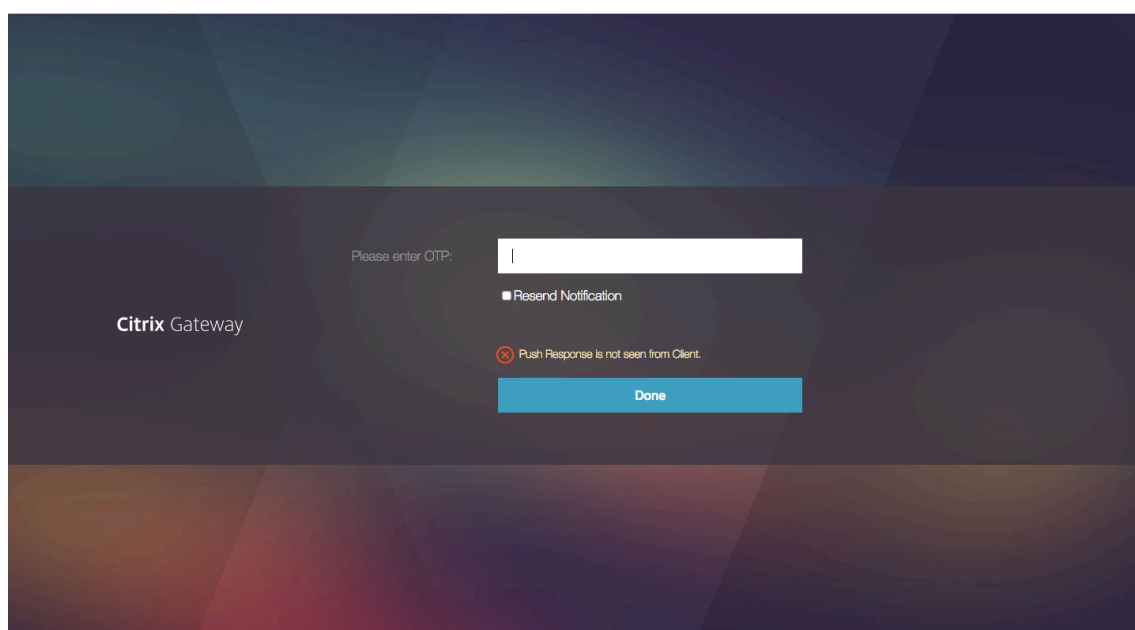 Please enter OTP:
Resend Notification
Citrix Gateway
Push Response is not seen from Client.
Done